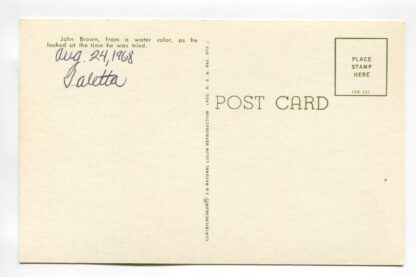 John Brown, from a water color, as he
looked at the time he was tried.
Aug. 24, 1968
Taletta
POST CARD
PLACE
STAMP
HERE